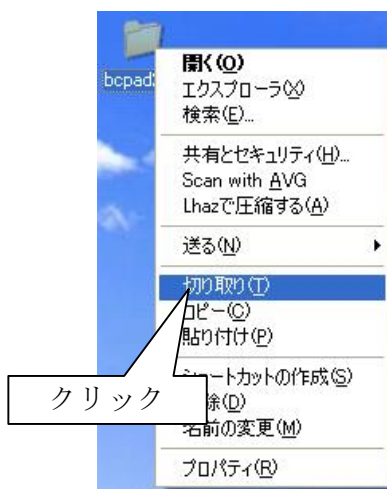 bcpad
開く(O)
エクスプローラ(X)
検索(E)...
共有とセキュリティ(H)...
Scan with AVG
Lhazで圧縮する(A)
送る(N)
切り取り(T)
コピー(C)
貼り付け(P)
ショートカットの作成(S)
除(D)
名前の変更(M)
プロパティ(R)
クリック